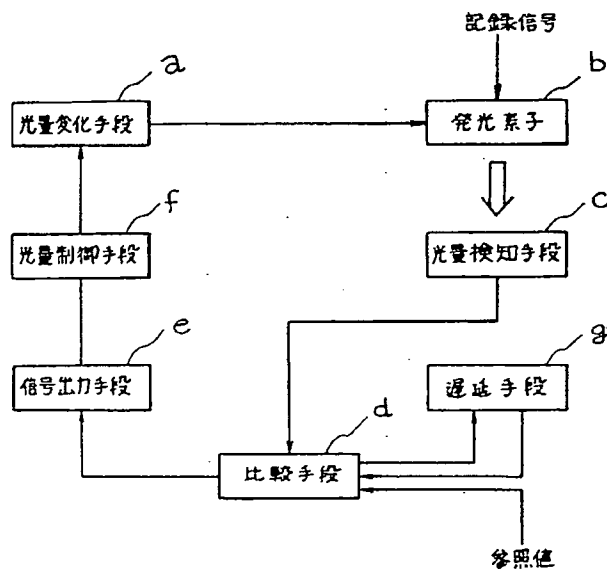 記録信号
a
b
光量変化手段
発光素子
f
c
光量制御手段
光量検知手段
e
g
信号出力手段
遅延手段
d
比較手段
参照値